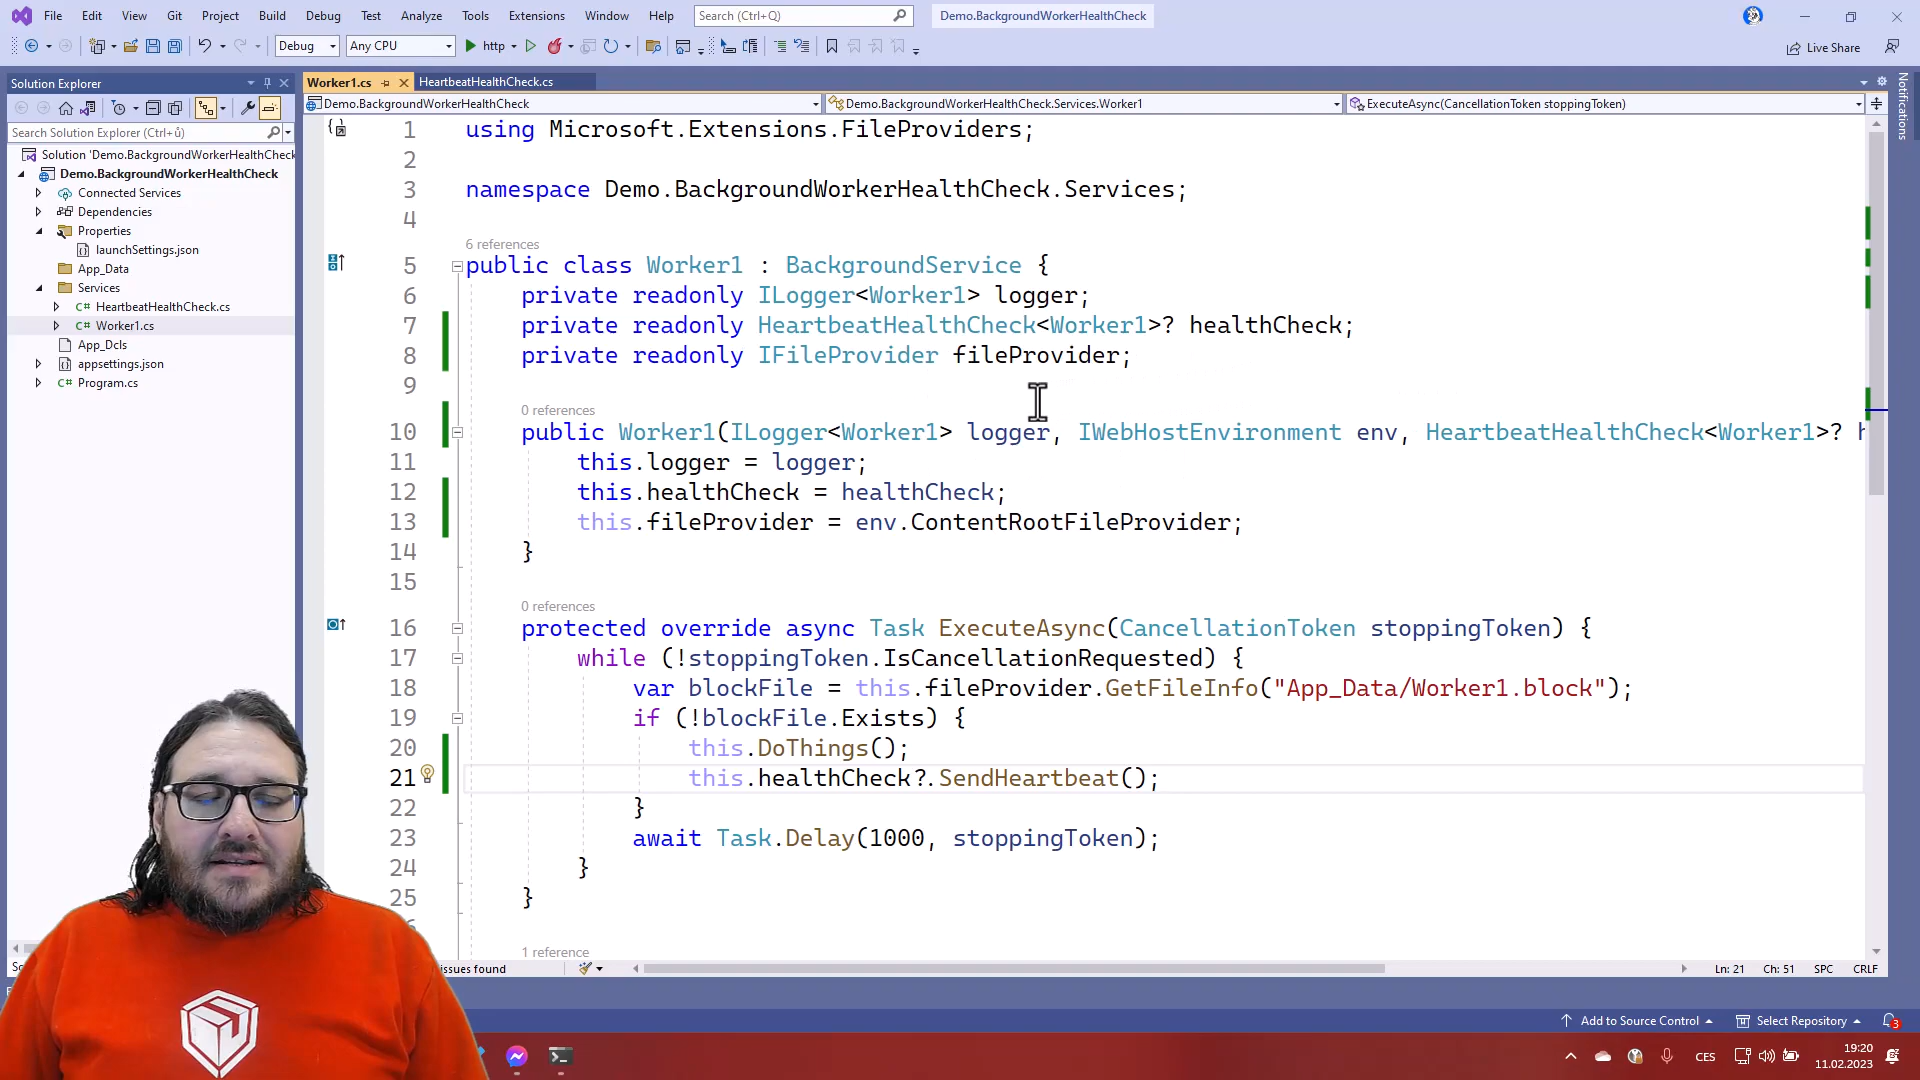 File Edit View Git Project Build Debug Test Analyze Tools Extensions Window Help Search (Ctrl+Q) Demo.BackgroundWorkerHealthCheck
Debug Any CPU http Live Share
Solution Explorer
Search Solution Explorer (Ctrl+ů)
Solution 'Demo.BackgroundWorkerHealthCheck
Demo.BackgroundWorkerHealthCheck
Connected Services
Dependencies
Properties
launchSettings.json
App_Data
Services
C# HeartbeatHealthCheck.cs
C# Worker1.cs
App_Dcls
appsettings.json
C# Program.cs
Worker1.cs HeartbeatHealthCheck.cs
Demo.BackgroundWorkerHealthCheck Demo.BackgroundWorkerHealthCheck.Services.Worker1 ExecuteAsync(CancellationToken stoppingToken)
1 using Microsoft.Extensions.FileProviders;
2
3 namespace Demo.BackgroundWorkerHealthCheck.Services;
4
6 references
5 public class Worker1 : BackgroundService {
6 private readonly ILogger<Worker1> logger;
7 private readonly HeartbeatHealthCheck<Worker1>? healthCheck;
8 private readonly IFileProvider fileProvider;
9
0 references
10 public Worker1(ILogger<Worker1> logger, IWebHostEnvironment env, HeartbeatHealthCheck<Worker1>? h
11 this.logger = logger;
12 this.healthCheck = healthCheck;
13 this.fileProvider = env.ContentRootFileProvider;
14 }
15
0 references
16 protected override async Task ExecuteAsync(CancellationToken stoppingToken) {
17 while (!stoppingToken.IsCancellationRequested) {
18 var blockFile = this.fileProvider.GetFileInfo("App_Data/Worker1.block");
19 if (!blockFile.Exists) {
20 this.DoThings();
21 this.healthCheck?.SendHeartbeat();
22 }
23 await Task.Delay(1000, stoppingToken);
24 }
25 }
1 reference
issues found Ln: 21 Ch: 51 SPC CRLF
Notifications
Add to Source Control Select Repository 3
CES 19:20
11.02.2023